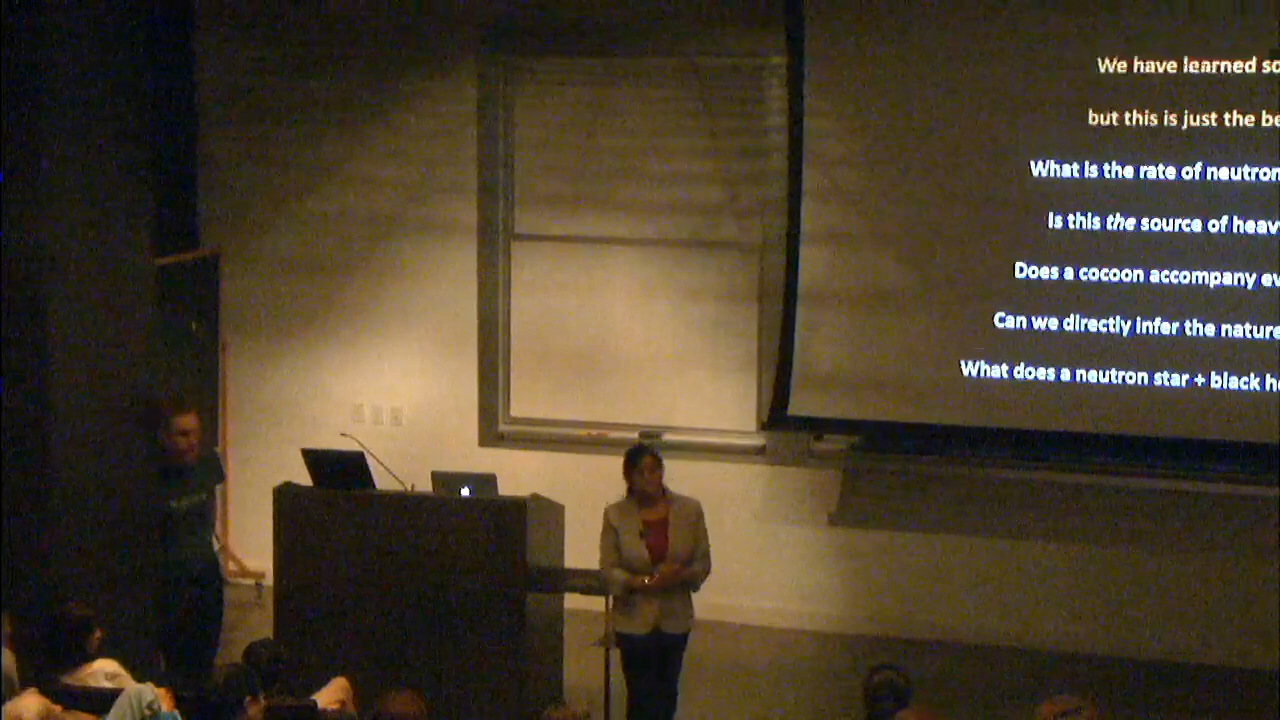 We have learned so
but this is just the be
What is the rate of neutron
Is this the source of heav
Does a cocoon accompany ev
Can we directly infer the nature
What does a neutron star + black h